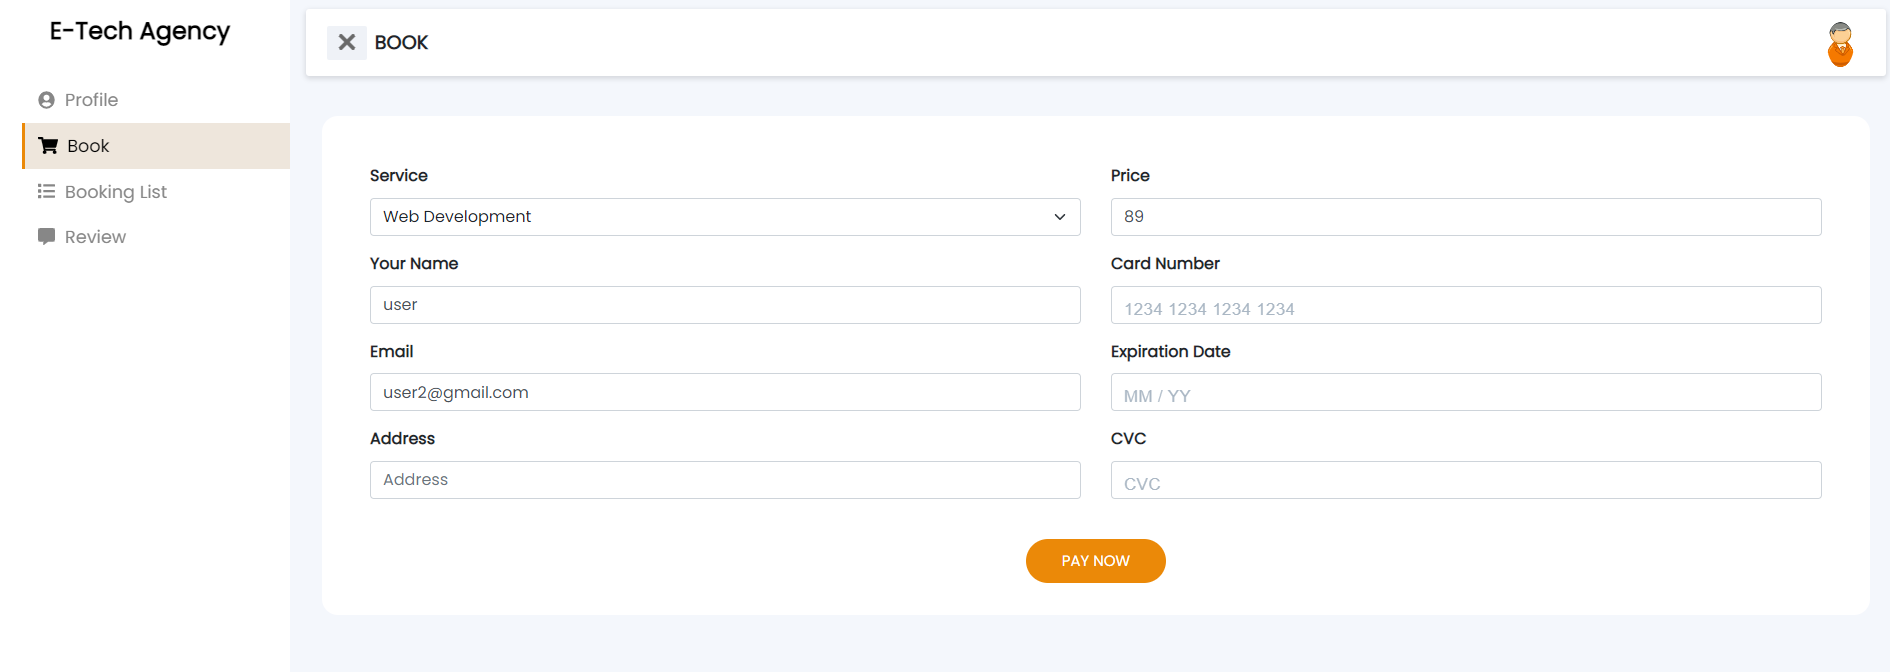 E-Tech Agency
Profile
Book
Booking List
Review
BOOK
Service
Web Development
Price
89
Your Name
user
Card Number
1234 1234 1234 1234
Email
user2@gmail.com
Expiration Date
MM / YY
Address
Address
CVC
CVC
PAY NOW